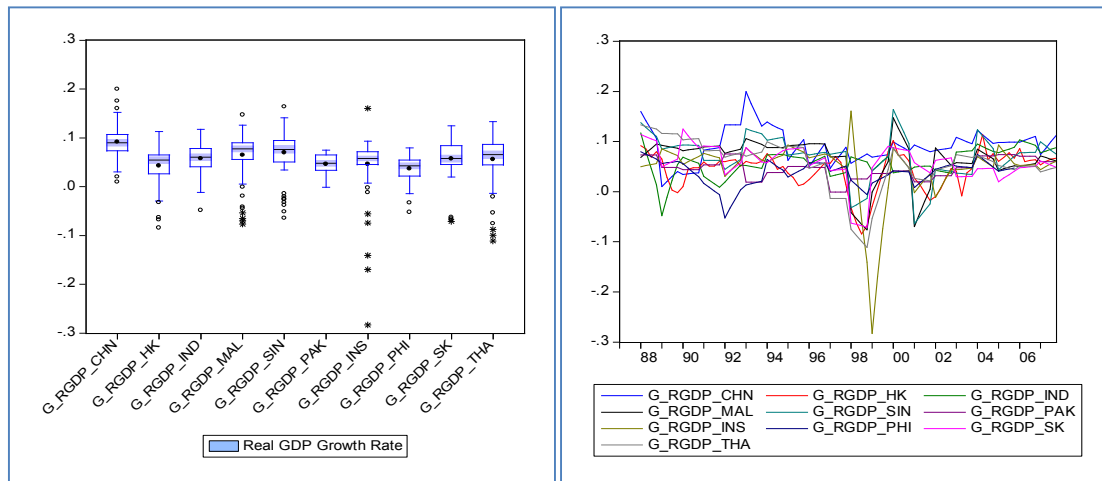 .3
.2
.1
.0
-.1
-.2
-.3
G_RGDP_CHN
G_RGDP_HK
G_RGDP_IND
G_RGDP_MAL
G_RGDP_SIN
G_RGDP_PAK
G_RGDP_INS
G_RGDP_PHI
G_RGDP_SK
G_RGDP_THA
Real GDP Growth Rate
.3
.2
.1
.0
-.1
-.2
-.3
88 90 92 94 96 98 00 02 04 06
G_RGDP_CHN G_RGDP_HK G_RGDP_IND
G_RGDP_MAL G_RGDP_SIN G_RGDP_PAK
G_RGDP_INS G_RGDP_PHI G_RGDP_SK
G_RGDP_THA